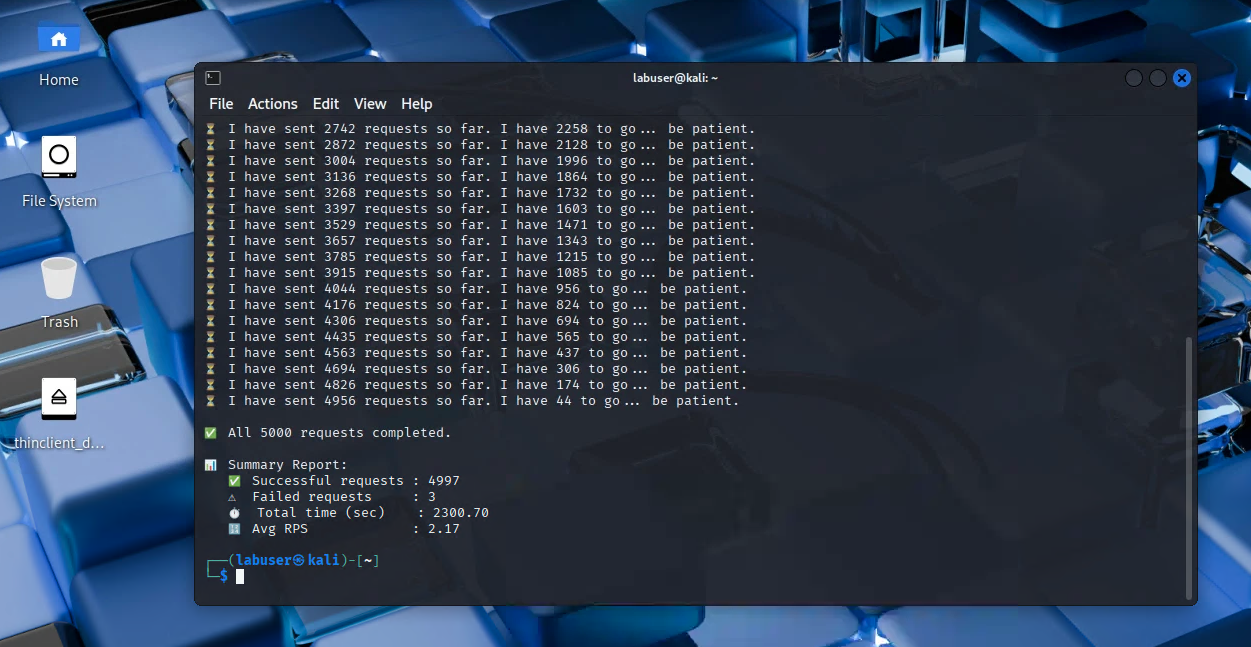 Home
File System
Trash
thinclient_d...
labuser@kali: ~
File Actions Edit View Help
⏳ I have sent 2742 requests so far. I have 2258 to go... be patient.
⏳ I have sent 2872 requests so far. I have 2128 to go... be patient.
⏳ I have sent 3004 requests so far. I have 1996 to go... be patient.
⏳ I have sent 3136 requests so far. I have 1864 to go... be patient.
⏳ I have sent 3268 requests so far. I have 1732 to go... be patient.
⏳ I have sent 3397 requests so far. I have 1603 to go... be patient.
⏳ I have sent 3529 requests so far. I have 1471 to go... be patient.
⏳ I have sent 3657 requests so far. I have 1343 to go... be patient.
⏳ I have sent 3785 requests so far. I have 1215 to go... be patient.
⏳ I have sent 3915 requests so far. I have 1085 to go... be patient.
⏳ I have sent 4044 requests so far. I have 956 to go... be patient.
⏳ I have sent 4176 requests so far. I have 824 to go... be patient.
⏳ I have sent 4306 requests so far. I have 694 to go... be patient.
⏳ I have sent 4435 requests so far. I have 565 to go... be patient.
⏳ I have sent 4563 requests so far. I have 437 to go... be patient.
⏳ I have sent 4694 requests so far. I have 306 to go... be patient.
⏳ I have sent 4826 requests so far. I have 174 to go... be patient.
⏳ I have sent 4956 requests so far. I have 44 to go... be patient.
✅ All 5000 requests completed.
📊 Summary Report:
✅ Successful requests : 4997
⚠ Failed requests : 3
⏱ Total time (sec) : 2300.70
🔢 Avg RPS : 2.17
┌──(labuser㉿kali)-[~]
└─$